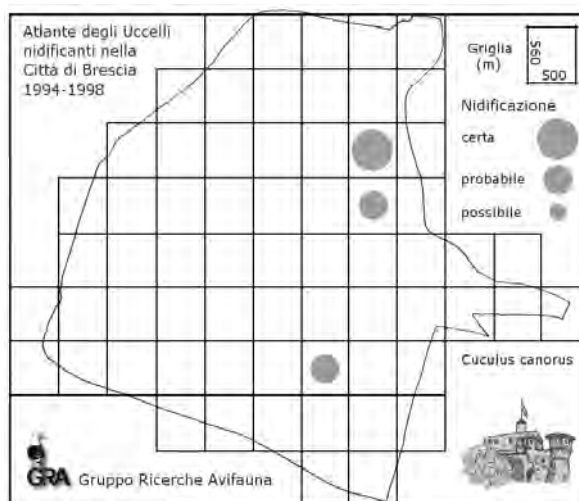 Atlante degli Uccelli
nidificanti nella
Città di Brescia
1994-1998
Griglia
(m)
560
500
Nidificazione
certa
probabile
possibile
Cuculus canorus
GRA Gruppo Ricerche Avifauna